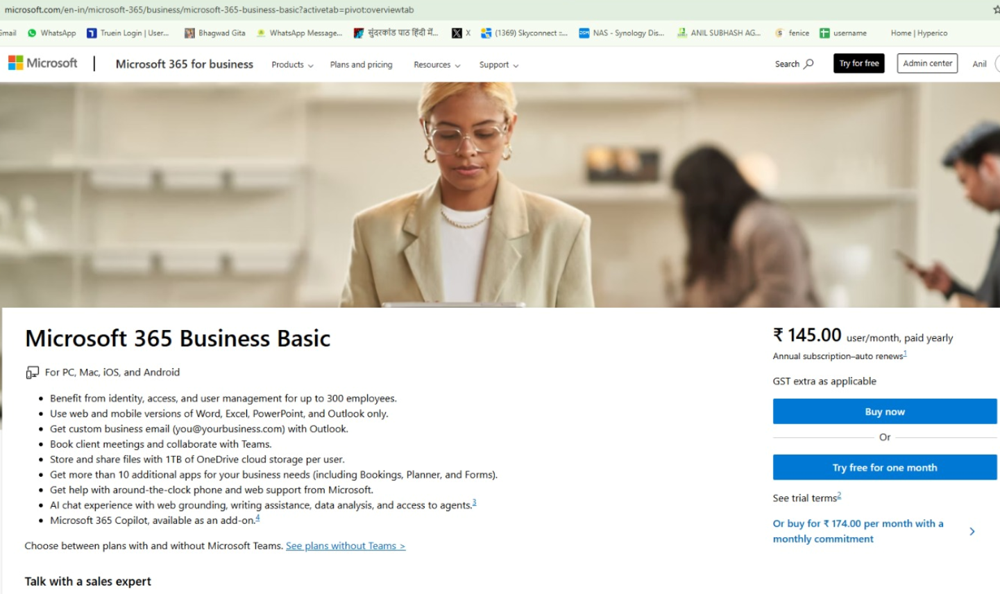 microsoft.com/en-in/microsoft-365/business/microsoft-365-business-basic?activetab=pivot:overviewtab
Gmail WhatsApp Truein Login | User... Bhagwad Gita WhatsApp Message... सुंदरकांड पाठ हिंदी में... X (1369) Skyconnect ::... NAS - Synology Dis... ANIL SUBHASH AG... fenice username Home | Hyperico
Microsoft | Microsoft 365 for business Products Plans and pricing Resources Support Search Try for free Admin center Anil
Microsoft 365 Business Basic
For PC, Mac, iOS, and Android
• Benefit from identity, access, and user management for up to 300 employees.
• Use web and mobile versions of Word, Excel, PowerPoint, and Outlook only.
• Get custom business email (you@yourbusiness.com) with Outlook.
• Book client meetings and collaborate with Teams.
• Store and share files with 1TB of OneDrive cloud storage per user.
• Get more than 10 additional apps for your business needs (including Bookings, Planner, and Forms).
• Get help with around-the-clock phone and web support from Microsoft.
• AI chat experience with web grounding, writing assistance, data analysis, and access to agents.3
• Microsoft 365 Copilot, available as an add-on.4
Choose between plans with and without Microsoft Teams. See plans without Teams >
Talk with a sales expert
₹ 145.00 user/month, paid yearly
Annual subscription–auto renews1
GST extra as applicable
Buy now
Or
Try free for one month
See trial terms2
Or buy for ₹ 174.00 per month with a
monthly commitment